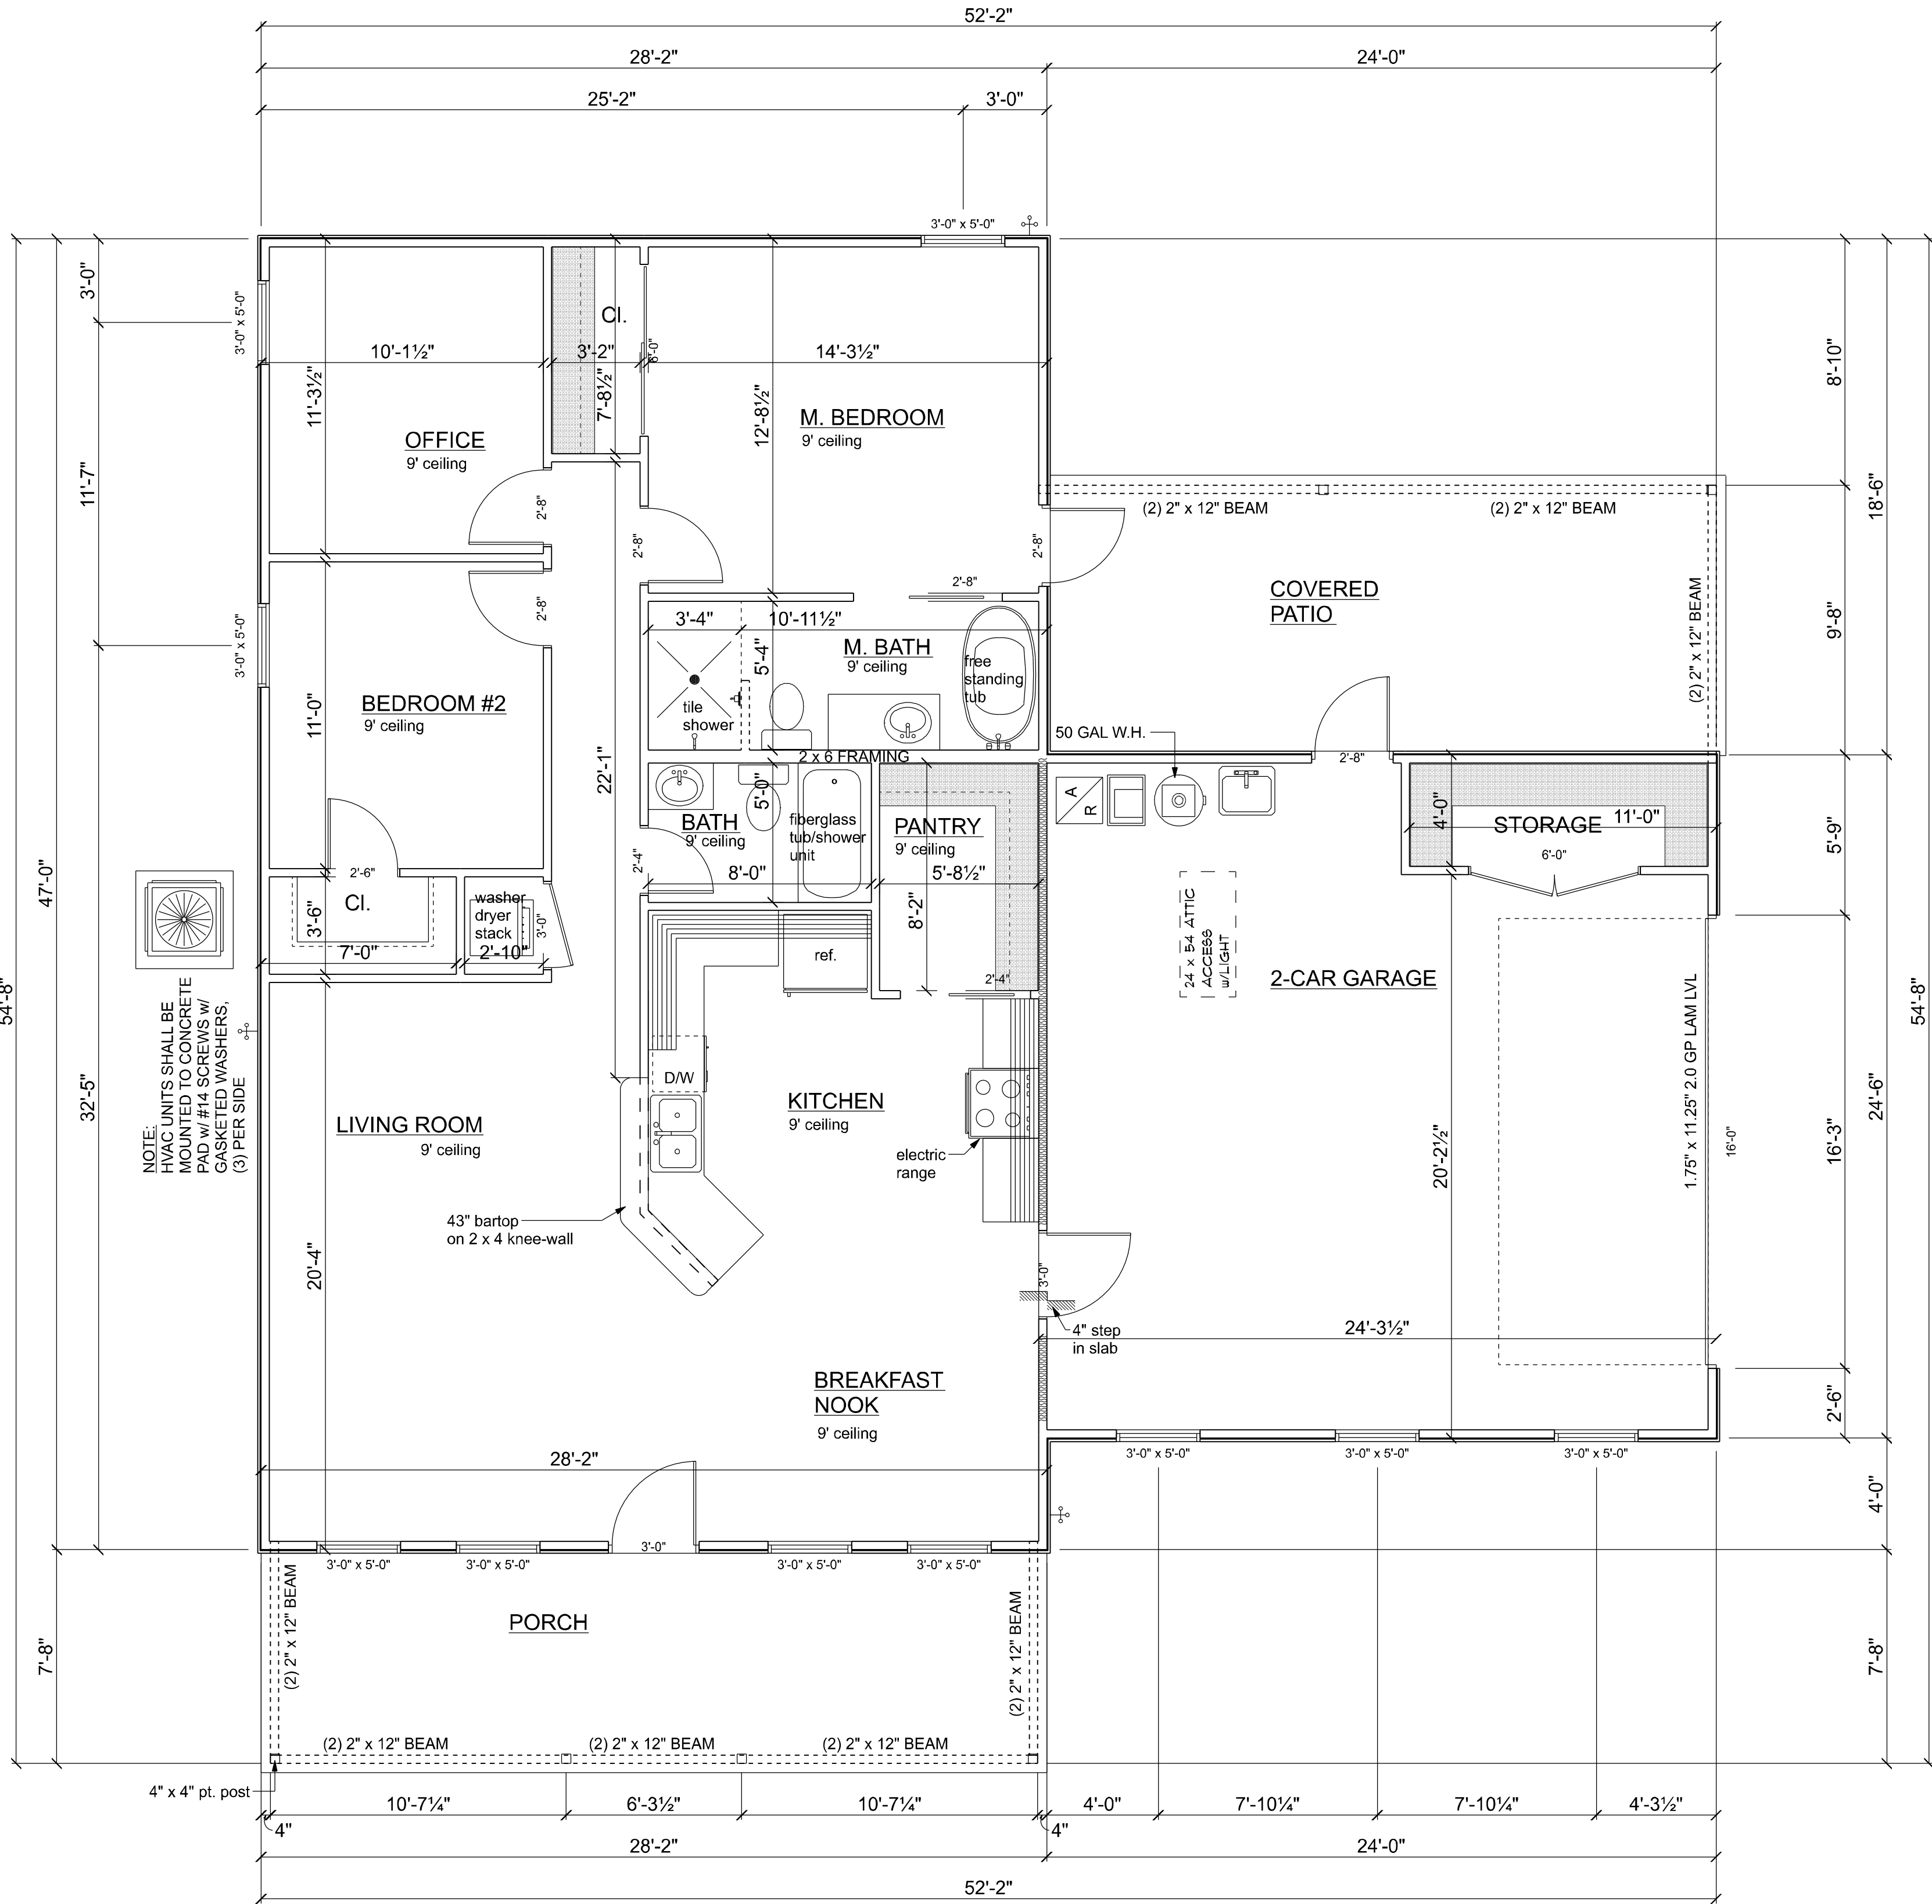 52'-2"
28'-2"
24'-0"
25'-2"
3'-0"
3'-0" x 5'-0"
3'-0"
3'-0" x 5'-0"
11'-7"
3'-0" x 5'-0"
32'-5"
47'-0"
7'-8"
54'-8"
10'-1½"
11'-3½"
OFFICE
9' ceiling
2'-8"
Cl.
3'-2"
7'-8½"
6'-0"
14'-3½"
12'-8½"
M. BEDROOM
9' ceiling
2'-8"
2'-8"
2'-8"
8'-10"
18'-6"
9'-8"
(2) 2" x 12" BEAM
(2) 2" x 12" BEAM
(2) 2" x 12" BEAM
COVERED
PATIO
2'-8"
2'-8"
BEDROOM #2
9' ceiling
11'-0"
2'-6"
22'-1"
3'-4"
10'-11½"
5'-4"
M. BATH
9' ceiling
free
standing
tub
tile
shower
2 x 6 FRAMING
50 GAL W.H.
A
R
5'-0"
BATH
9' ceiling
fiberglass
tub/shower
unit
2'-4"
8'-0"
PANTRY
9' ceiling
5'-8½"
8'-2"
2'-4"
4'-0"
STORAGE
11'-0"
6'-0"
5'-9"
Cl.
3'-6"
7'-0"
washer
dryer
stack
2'-10"
3'-0"
ref.
24 x 54 ATTIC
ACCESS
w/LIGHT
2-CAR GARAGE
1.75" x 11.25" 2.0 GP LAM LVL
16'-0"
16'-3"
24'-6"
54'-8"
NOTE:
HVAC UNITS SHALL BE
MOUNTED TO CONCRETE
PAD w/ #14 SCREWS w/
GASKETED WASHERS,
(3) PER SIDE
D/W
KITCHEN
9' ceiling
LIVING ROOM
9' ceiling
electric
range
20'-2½"
43" bartop
on 2 x 4 knee-wall
20'-4"
3'-0"
4" step
in slab
24'-3½"
BREAKFAST
NOOK
9' ceiling
2'-6"
28'-2"
3'-0" x 5'-0"
3'-0" x 5'-0"
3'-0" x 5'-0"
4'-0"
3'-0" x 5'-0"
3'-0" x 5'-0"
3'-0"
3'-0" x 5'-0"
3'-0" x 5'-0"
(2) 2" x 12" BEAM
PORCH
(2) 2" x 12" BEAM
7'-8"
(2) 2" x 12" BEAM
(2) 2" x 12" BEAM
(2) 2" x 12" BEAM
4" x 4" pt. post
10'-7¼"
6'-3½"
10'-7¼"
4'-0"
7'-10¼"
7'-10¼"
4'-3½"
4"
4"
28'-2"
24'-0"
52'-2"